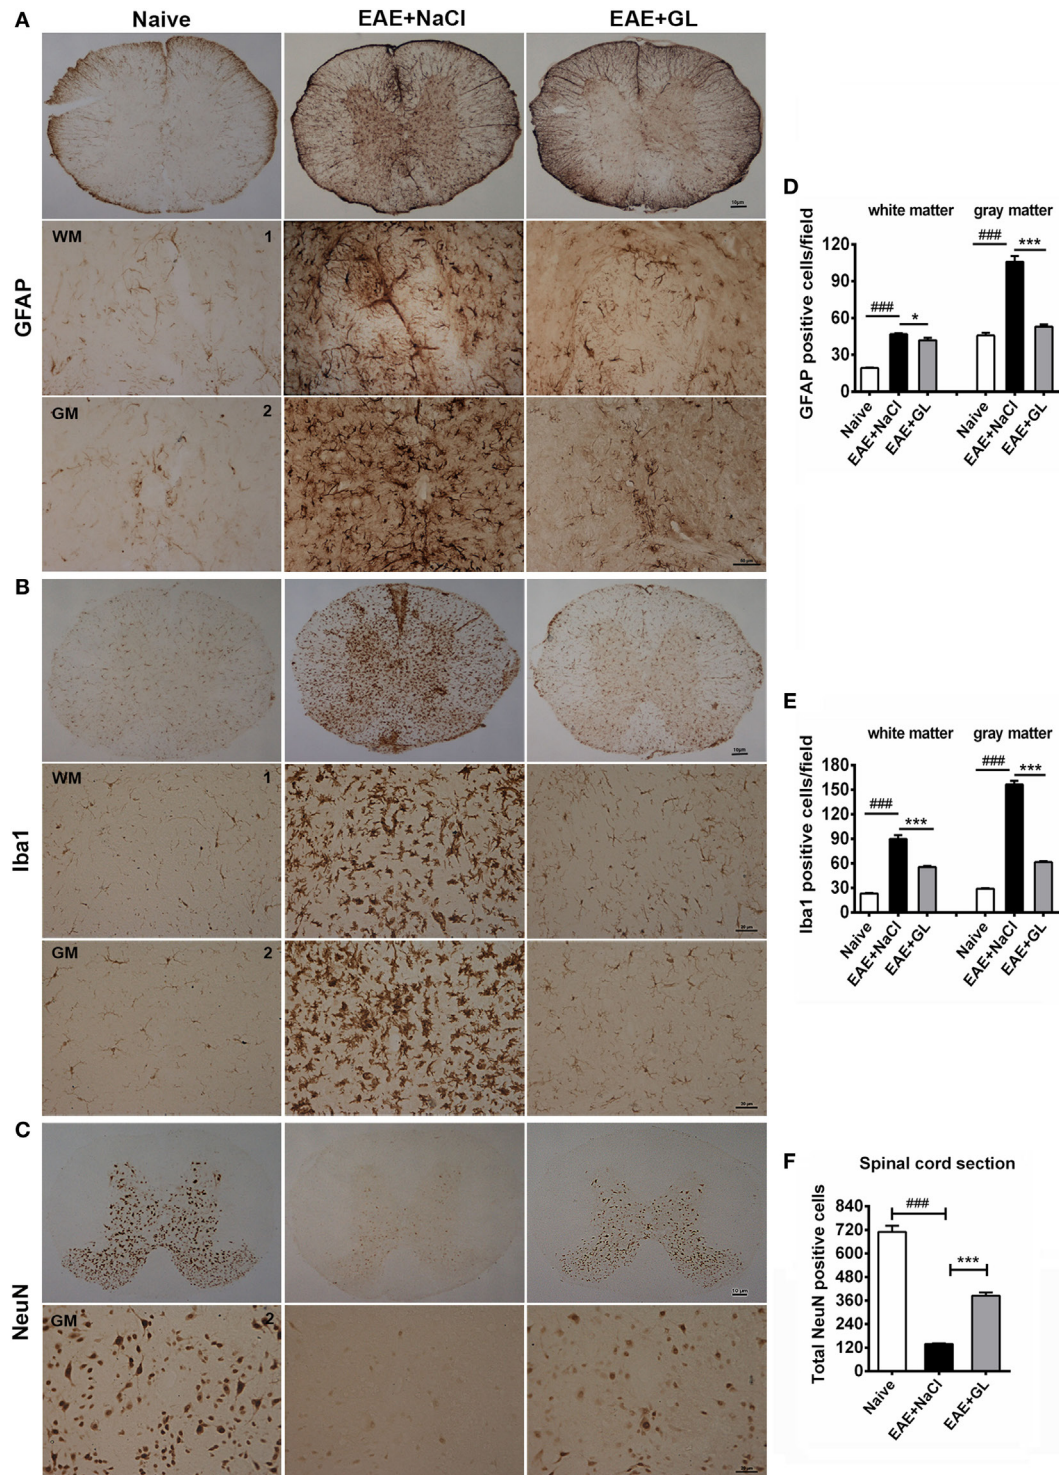 A
Naive
EAE+NaCl
EAE+GL
10μm
GFAP
WM
1
GM
2
B
10μm
Iba1
WM
1
GM
2
C
10 μm
NeuN
GM
2
D
white matter
gray matter
GFAP positive cells/field
120
90
60
30
0
###
*
###
***
Naive
EAE+NaCl
EAE+GL
Naive
EAE+NaCl
EAE+GL
E
white matter
gray matter
Iba1 positive cells/field
180
150
120
90
60
30
0
###
***
###
***
Naive
EAE+NaCl
EAE+GL
Naive
EAE+NaCl
EAE+GL
F
Spinal cord section
Total NeuN positive cells
840
720
600
480
360
240
120
0
###
***
Naive
EAE+NaCl
EAE+GL